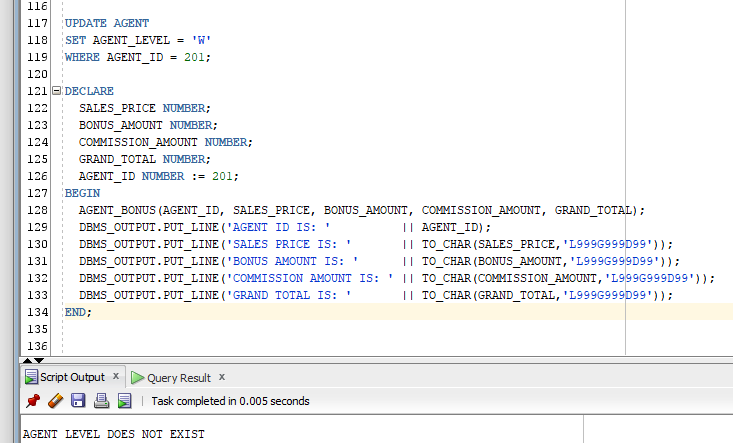 116
117 UPDATE AGENT
118 SET AGENT_LEVEL = 'W'
119 WHERE AGENT_ID = 201;
120
121 DECLARE
122 SALES_PRICE NUMBER;
123 BONUS_AMOUNT NUMBER;
124 COMMISSION_AMOUNT NUMBER;
125 GRAND_TOTAL NUMBER;
126 AGENT_ID NUMBER := 201;
127 BEGIN
128 AGENT_BONUS(AGENT_ID, SALES_PRICE, BONUS_AMOUNT, COMMISSION_AMOUNT, GRAND_TOTAL);
129 DBMS_OUTPUT.PUT_LINE('AGENT ID IS: ' || AGENT_ID);
130 DBMS_OUTPUT.PUT_LINE('SALES PRICE IS: ' || TO_CHAR(SALES_PRICE,'L999G999D99'));
131 DBMS_OUTPUT.PUT_LINE('BONUS AMOUNT IS: ' || TO_CHAR(BONUS_AMOUNT,'L999G999D99'));
132 DBMS_OUTPUT.PUT_LINE('COMMISSION AMOUNT IS: ' || TO_CHAR(COMMISSION_AMOUNT,'L999G999D99'));
133 DBMS_OUTPUT.PUT_LINE('GRAND TOTAL IS: ' || TO_CHAR(GRAND_TOTAL,'L999G999D99'));
134 END;
135
136
Script Output x Query Result x
Task completed in 0.005 seconds
AGENT LEVEL DOES NOT EXIST